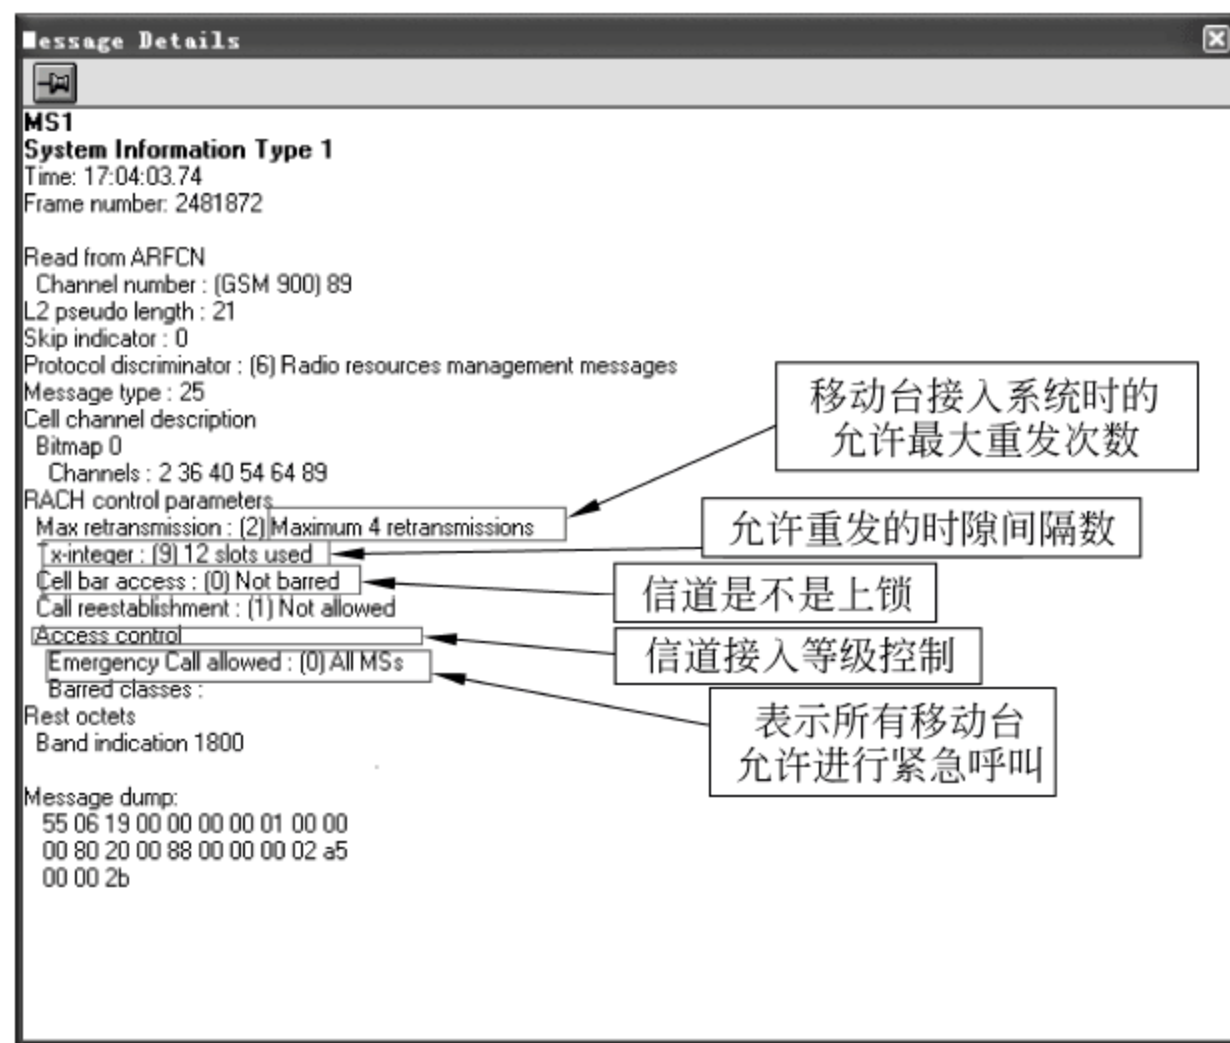 Message Details
MS1
System Information Type 1
Time: 17:04:03.74
Frame number: 2481872
Read from ARFCN
Channel number : (GSM 900) 89
L2 pseudo length : 21
Skip indicator : 0
Protocol discriminator : (6) Radio resources management messages
Message type : 25
Cell channel description
Bitmap 0
Channels : 2 36 40 54 64 89
RACH control parameters
Max retransmission : (2) Maximum 4 retransmissions
Tx-integer : (9) 12 slots used
Cell bar access : (0) Not barred
Call reestablishment : (1) Not allowed
Access control
Emergency Call allowed : (0) All MSs
Barred classes :
Rest octets
Band indication 1800
Message dump:
55 06 19 00 00 00 00 01 00 00
00 80 20 00 88 00 00 00 02 a5
00 00 2b
移动台接入系统时的
允许最大重发次数
允许重发的时隙间隔数
信道是不是上锁
信道接入等级控制
表示所有移动台
允许进行紧急呼叫